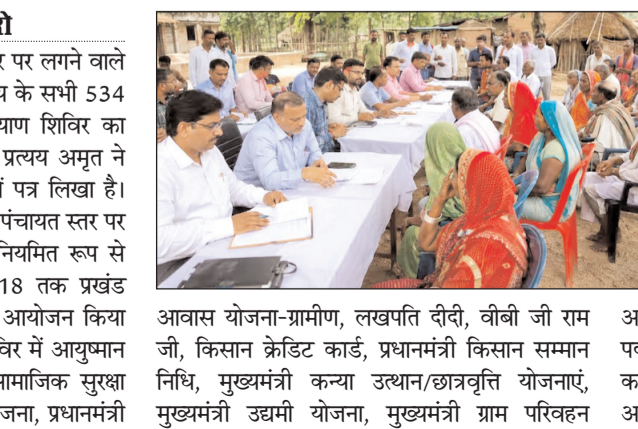 रो
र पर लगने वाले
य के सभी 534
याण शिविर का
प्रत्यय अमृत ने
में पत्र लिखा है।
पंचायत स्तर पर
नियमित रूप से
18 तक प्रखंड
आयोजन किया
विर में आयुष्मान
सामाजिक सुरक्षा
जना, प्रधानमंत्री
आवास योजना-ग्रामीण, लखपति दीदी, वीबी जी राम
जी, किसान क्रेडिट कार्ड, प्रधानमंत्री किसान सम्मान
निधि, मुख्यमंत्री कन्या उत्थान/छात्रवृत्ति योजनाएं,
मुख्यमंत्री उद्यमी योजना, मुख्यमंत्री ग्राम परिवहन